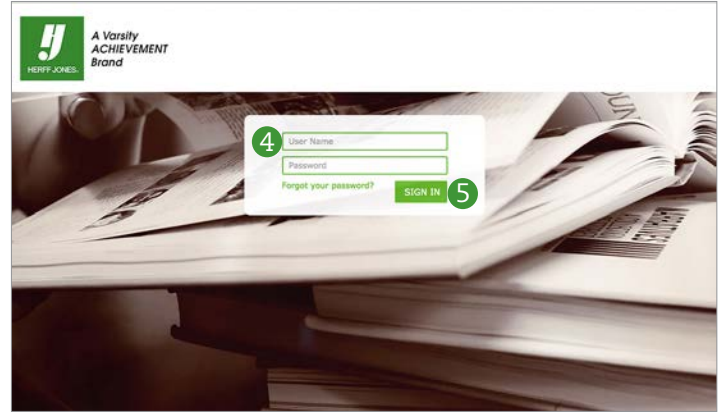 A Varsity
ACHIEVEMENT
Brand
HERFF JONES.
4
User Name
Password
Forgot your password?
SIGN IN
5